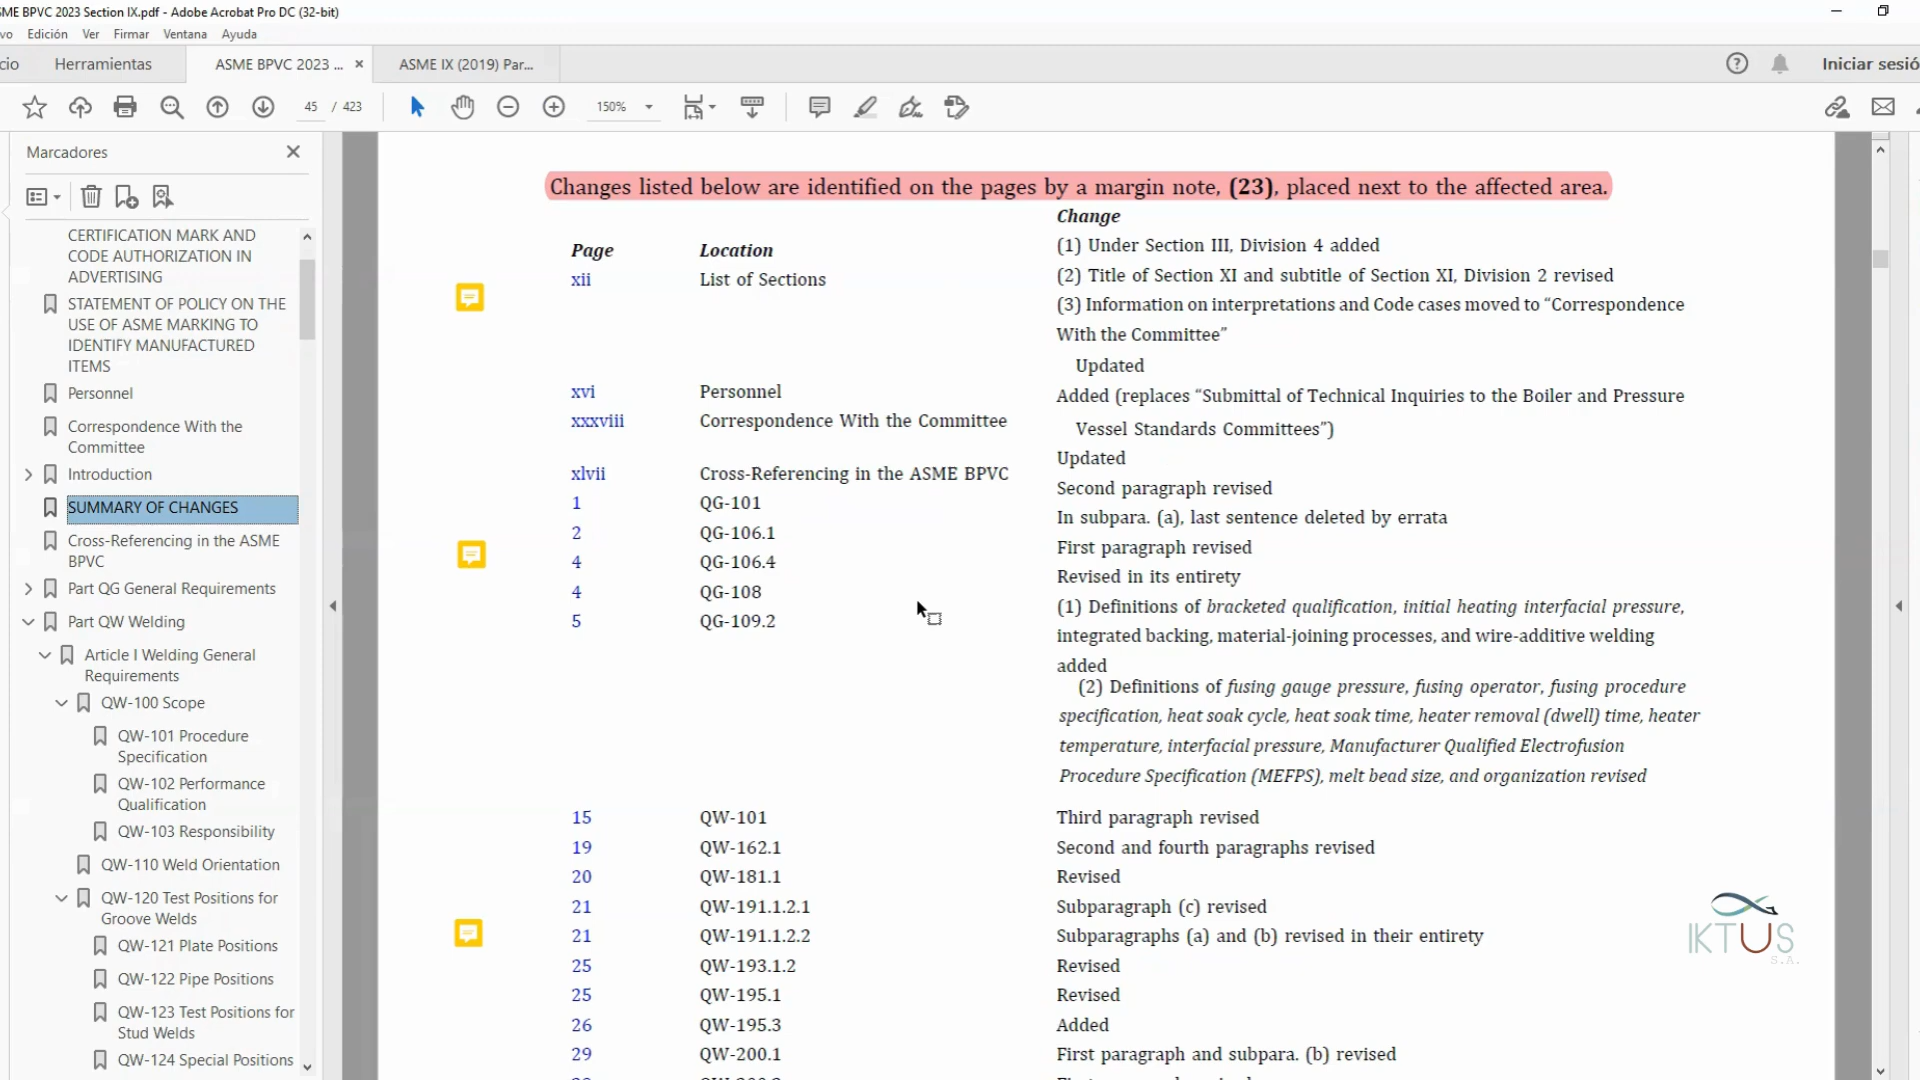 SME BPVC 2023 Section IX.pdf - Adobe Acrobat Pro DC (32-bit)
vo Edición Ver Firmar Ventana Ayuda
cio Herramientas ASME BPVC 2023 ... × ASME IX (2019) Par... Iniciar sesió
45 / 423 150%
Marcadores
CERTIFICATION MARK AND
CODE AUTHORIZATION IN
ADVERTISING
STATEMENT OF POLICY ON THE
USE OF ASME MARKING TO
IDENTIFY MANUFACTURED
ITEMS
Personnel
Correspondence With the
Committee
Introduction
SUMMARY OF CHANGES
Cross-Referencing in the ASME
BPVC
Part QG General Requirements
Part QW Welding
Article I Welding General
Requirements
QW-100 Scope
QW-101 Procedure
Specification
QW-102 Performance
Qualification
QW-103 Responsibility
QW-110 Weld Orientation
QW-120 Test Positions for
Groove Welds
QW-121 Plate Positions
QW-122 Pipe Positions
QW-123 Test Positions for
Stud Welds
QW-124 Special Positions
Changes listed below are identified on the pages by a margin note, (23), placed next to the affected area.
Page Location Change
xii List of Sections (1) Under Section III, Division 4 added
(2) Title of Section XI and subtitle of Section XI, Division 2 revised
(3) Information on interpretations and Code cases moved to “Correspondence
With the Committee”
xvi Personnel Updated
xxxviii Correspondence With the Committee Added (replaces “Submittal of Technical Inquiries to the Boiler and Pressure
Vessel Standards Committees”)
xlvii Cross-Referencing in the ASME BPVC Updated
1 QG-101 Second paragraph revised
2 QG-106.1 In subpara. (a), last sentence deleted by errata
4 QG-106.4 First paragraph revised
4 QG-108 Revised in its entirety
5 QG-109.2 (1) Definitions of bracketed qualification, initial heating interfacial pressure,
integrated backing, material-joining processes, and wire-additive welding
added
(2) Definitions of fusing gauge pressure, fusing operator, fusing procedure
specification, heat soak cycle, heat soak time, heater removal (dwell) time, heater
temperature, interfacial pressure, Manufacturer Qualified Electrofusion
Procedure Specification (MEFPS), melt bead size, and organization revised
15 QW-101 Third paragraph revised
19 QW-162.1 Second and fourth paragraphs revised
20 QW-181.1 Revised
21 QW-191.1.2.1 Subparagraph (c) revised
21 QW-191.1.2.2 Subparagraphs (a) and (b) revised in their entirety
25 QW-193.1.2 Revised
25 QW-195.1 Revised
26 QW-195.3 Added
29 QW-200.1 First paragraph and subpara. (b) revised
IKTUS
S.A.